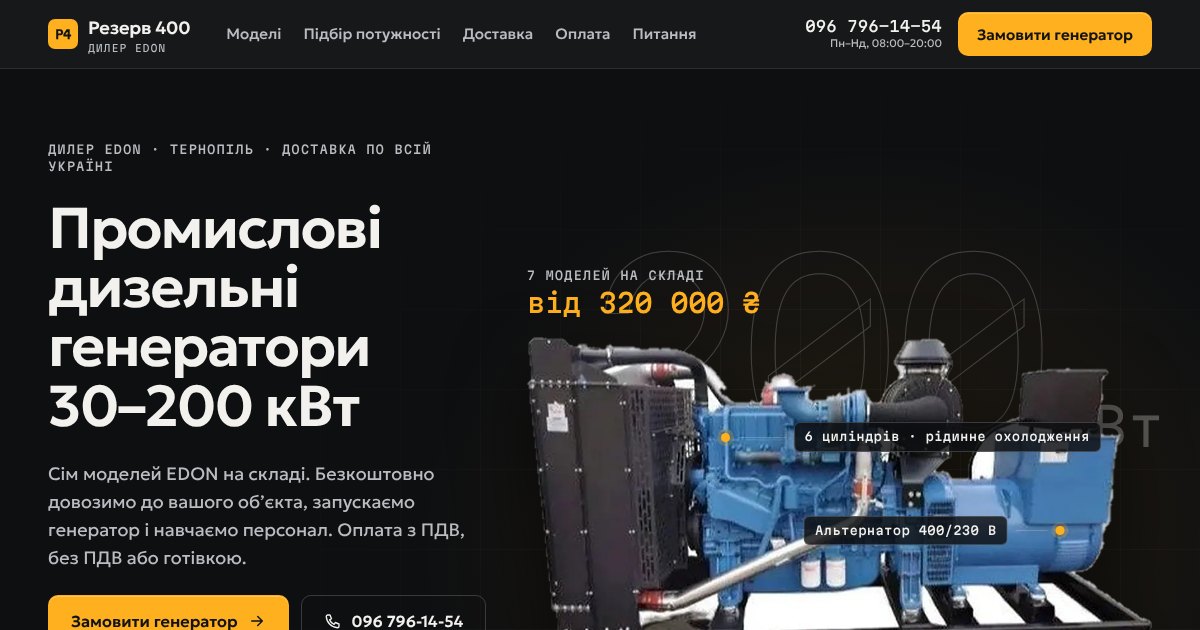 Р4
Резерв 400
ДИЛЕР EDON
Моделі
Підбір потужності
Доставка
Оплата
Питання
096 796-14-54
Пн–Нд, 08:00–20:00
Замовити генератор
ДИЛЕР EDON · ТЕРНОПІЛЬ · ДОСТАВКА ПО ВСІЙ
УКРАЇНІ
Промислові
дизельні
генератори
30–200 кВт
Сім моделей EDON на складі. Безкоштовно
довозимо до вашого об’єкта, запускаємо
генератор і навчаємо персонал. Оплата з ПДВ,
без ПДВ або готівкою.
Замовити генератор →
096 796-14-54
7 МОДЕЛЕЙ НА СКЛАДІ
від 320 000 ₴
200
6 циліндрів · рідинне охолодження
Альтернатор 400/230 В